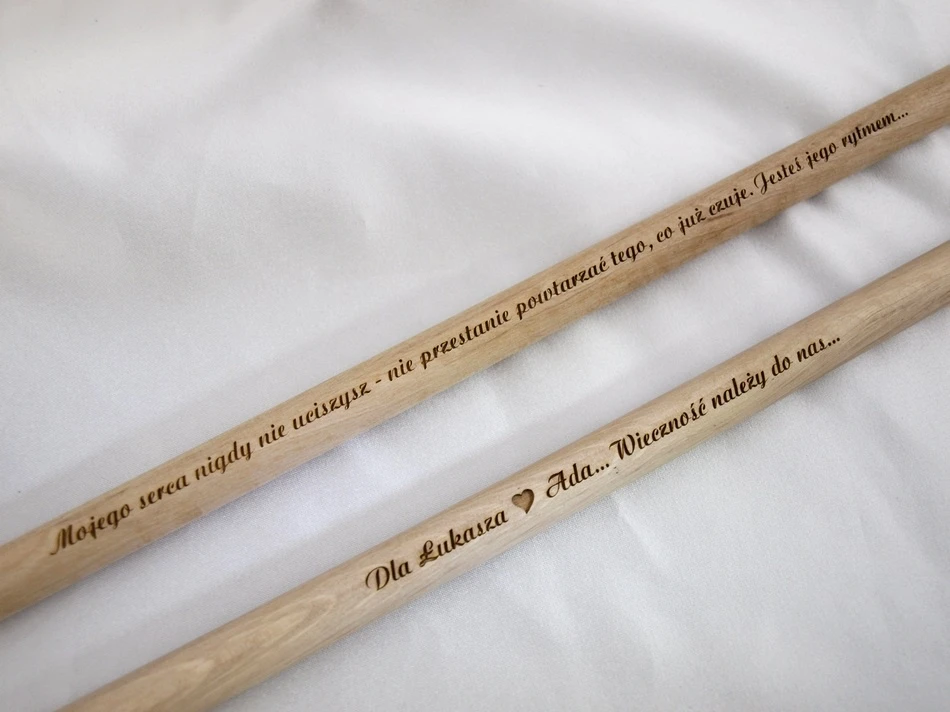 Mojego serca nigdy nie uciszysz - nie przestanie powtarzać tego, co już czuje. Jesteś jego rytmem...
Dla Łukasza ♥ Ada... Wieczność należy do nas...